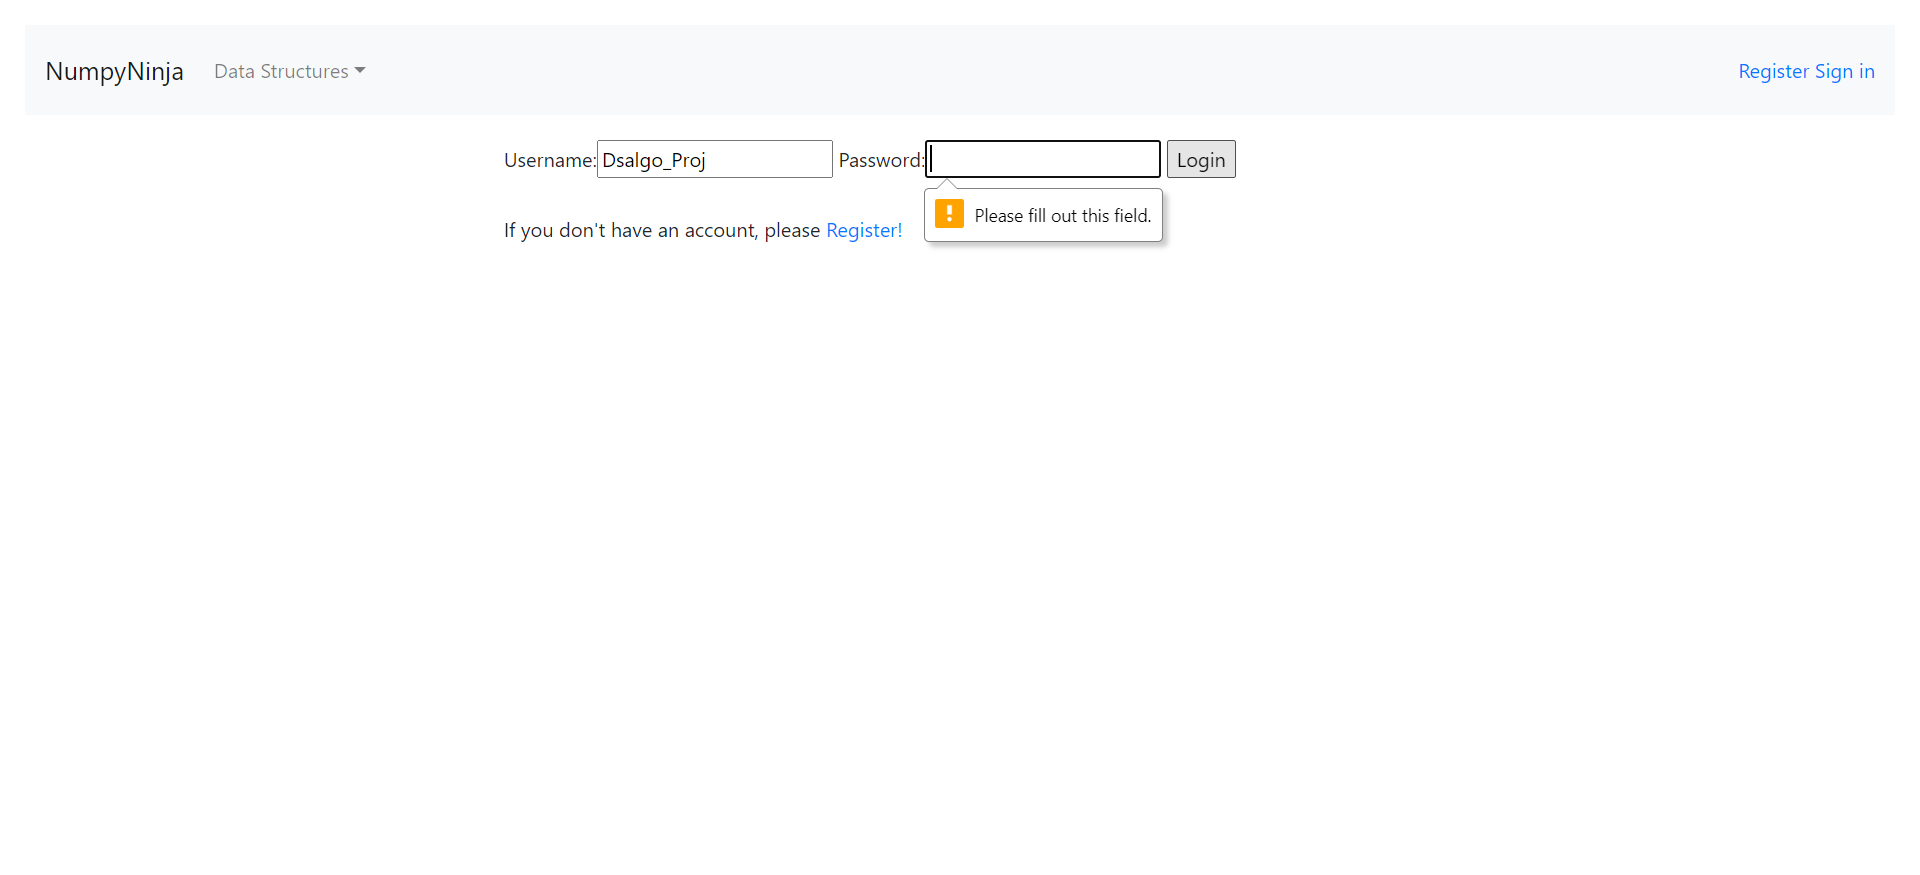 NumpyNinja Data Structures Register Sign in
Username: Dsalgo_Proj Password: Login
Please fill out this field.
If you don't have an account, please Register!